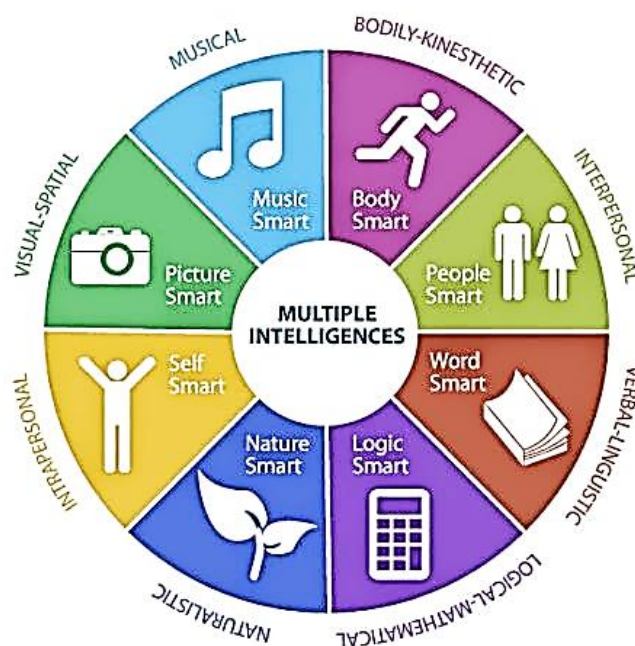 MUSICAL
BODILY-KINESTHETIC
INTERPERSONAL
VERBAL-LINGUISTIC
LOGICAL-MATHEMATICAL
NATURALISTIC
INTRAPERSONAL
VISUAL-SPATIAL
Music
Smart
Body
Smart
People
Smart
Word
Smart
Logic
Smart
Nature
Smart
Self
Smart
Picture
Smart
MULTIPLE
INTELLIGENCES